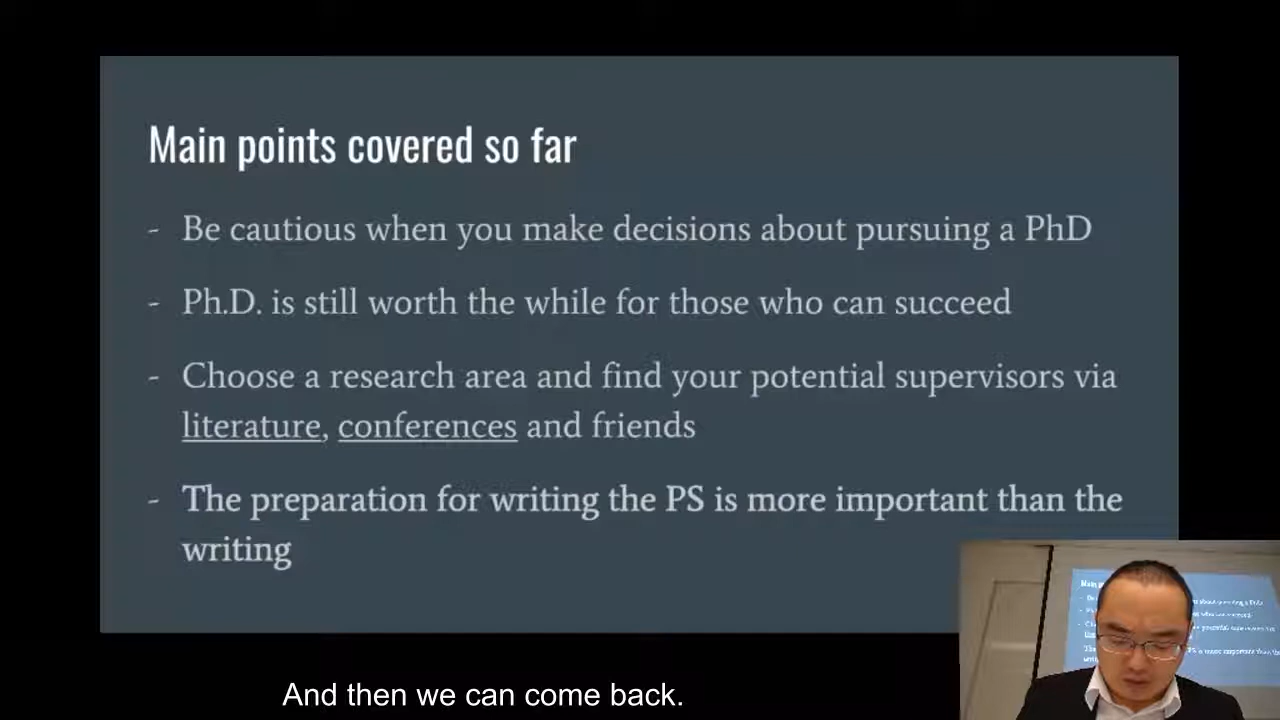 Main points covered so far
- Be cautious when you make decisions about pursuing a PhD
- Ph.D. is still worth the while for those who can succeed
- Choose a research area and find your potential supervisors via
literature, conferences and friends
- The preparation for writing the PS is more important than the
writing
And then we can come back.